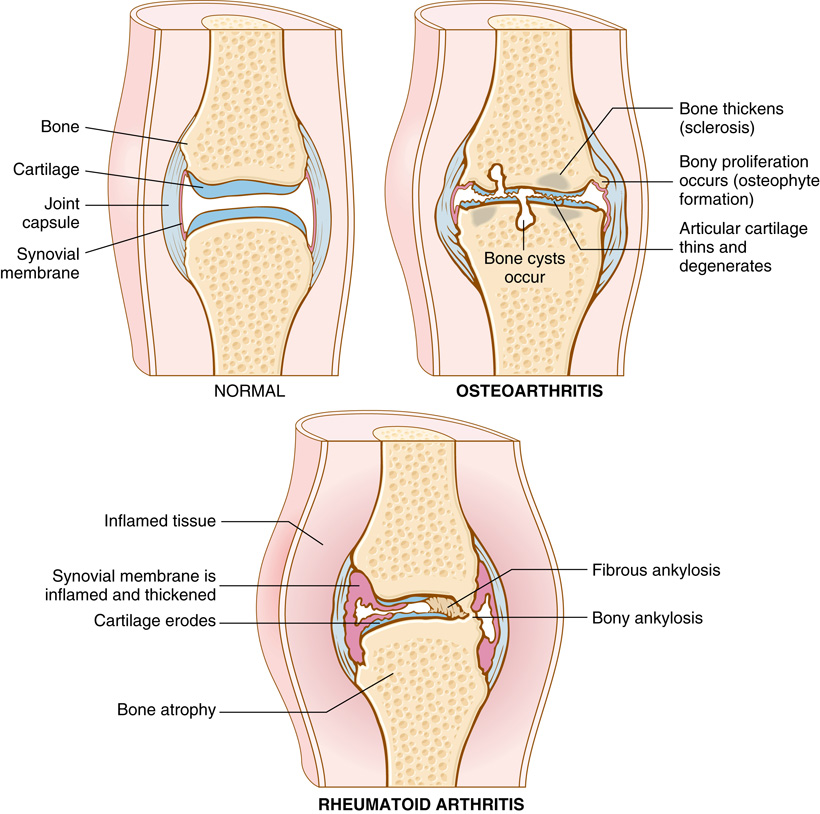 Bone
Cartilage
Joint
capsule
Synovial
membrane
NORMAL
Bone thickens
(sclerosis)
Bony proliferation
occurs (osteophyte
formation)
Articular cartilage
thins and
degenerates
Bone cysts
occur
OSTEOARTHRITIS
Inflamed tissue
Synovial membrane is
inflamed and thickened
Cartilage erodes
Bone atrophy
Fibrous ankylosis
Bony ankylosis
RHEUMATOID ARTHRITIS